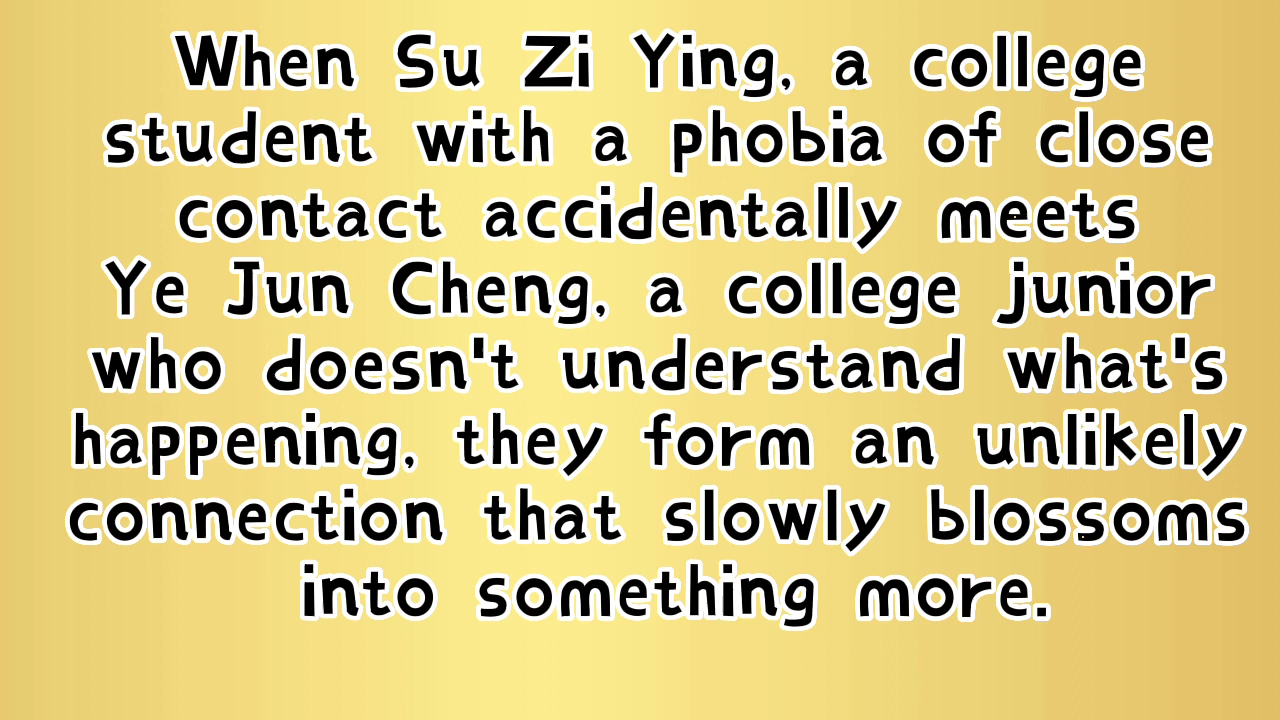 When Su Zi Ying, a college
student with a phobia of close
contact accidentally meets
Ye Jun Cheng, a college junior
who doesn't understand what's
happening, they form an unlikely
connection that slowly blossoms
into something more.